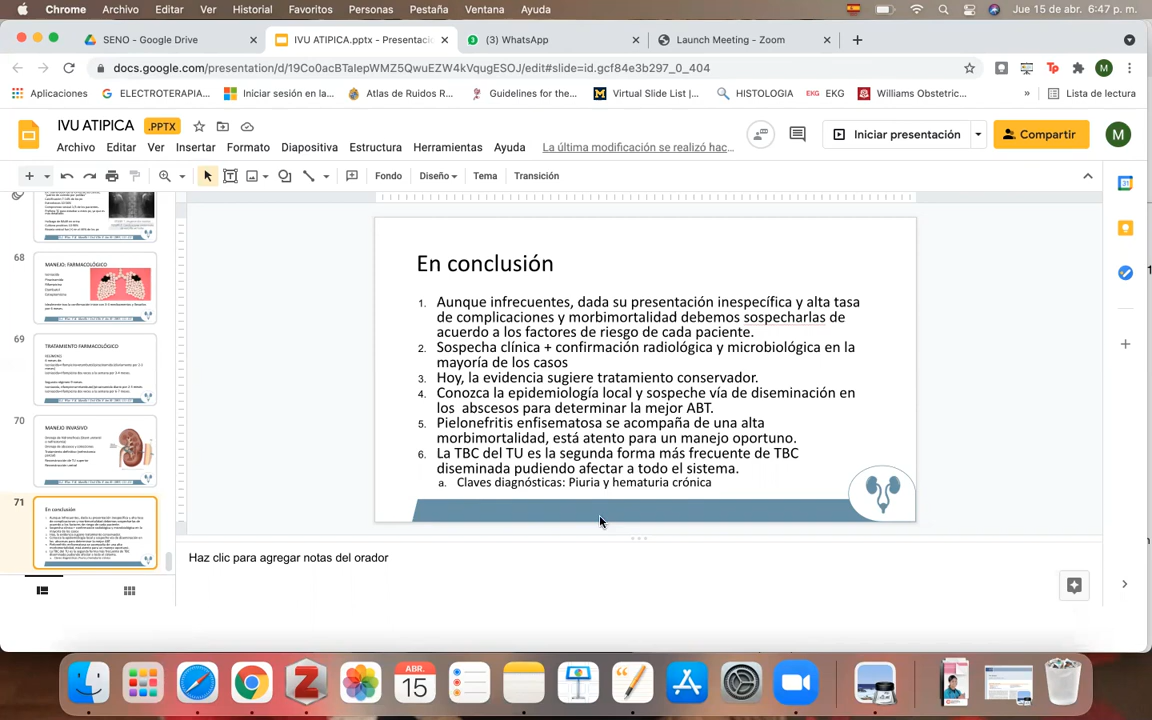 Chrome Archivo Editar Ver Historial Favoritos Personas Pestaña Ventana Ayuda Jue 15 de abr. 6:47 p. m.
SENO - Google Drive
IVU ATIPICA.pptx - Presentació
(3) WhatsApp
Launch Meeting - Zoom
docs.google.com/presentation/d/19Co0acBTalepWMZ5QwuEZW4kVqugESOJ/edit#slide=id.gcf84e3b297_0_404
Aplicaciones ELECTROTERAPIA... Iniciar sesión en la... Atlas de Ruidos R... Guidelines for the... Virtual Slide List |... HISTOLOGIA EKG EKG Williams Obstetric... » Lista de lectura
IVU ATIPICA .PPTX
Archivo Editar Ver Insertar Formato Diapositiva Estructura Herramientas Ayuda La última modificación se realizó hac...
Iniciar presentación
Compartir
M
Fondo Diseño Tema Transición
68
MANEJO: FARMACOLÓGICO
69
TRATAMIENTO FARMACOLÓGICO
70
MANEJO INVASIVO
71
En conclusión
En conclusión
1. Aunque infrecuentes, dada su presentación inespecífica y alta tasa
de complicaciones y morbimortalidad debemos sospecharlas de
acuerdo a los factores de riesgo de cada paciente.
2. Sospecha clínica + confirmación radiológica y microbiológica en la
mayoría de los casos
3. Hoy, la evidencia sugiere tratamiento conservador.
4. Conozca la epidemiología local y sospeche vía de diseminación en
los abscesos para determinar la mejor ABT.
5. Pielonefritis enfisematosa se acompaña de una alta
morbimortalidad, está atento para un manejo oportuno.
6. La TBC del TU es la segunda forma más frecuente de TBC
diseminada pudiendo afectar a todo el sistema.
a. Claves diagnósticas: Piuria y hematuria crónica
Haz clic para agregar notas del orador
ABR.
15